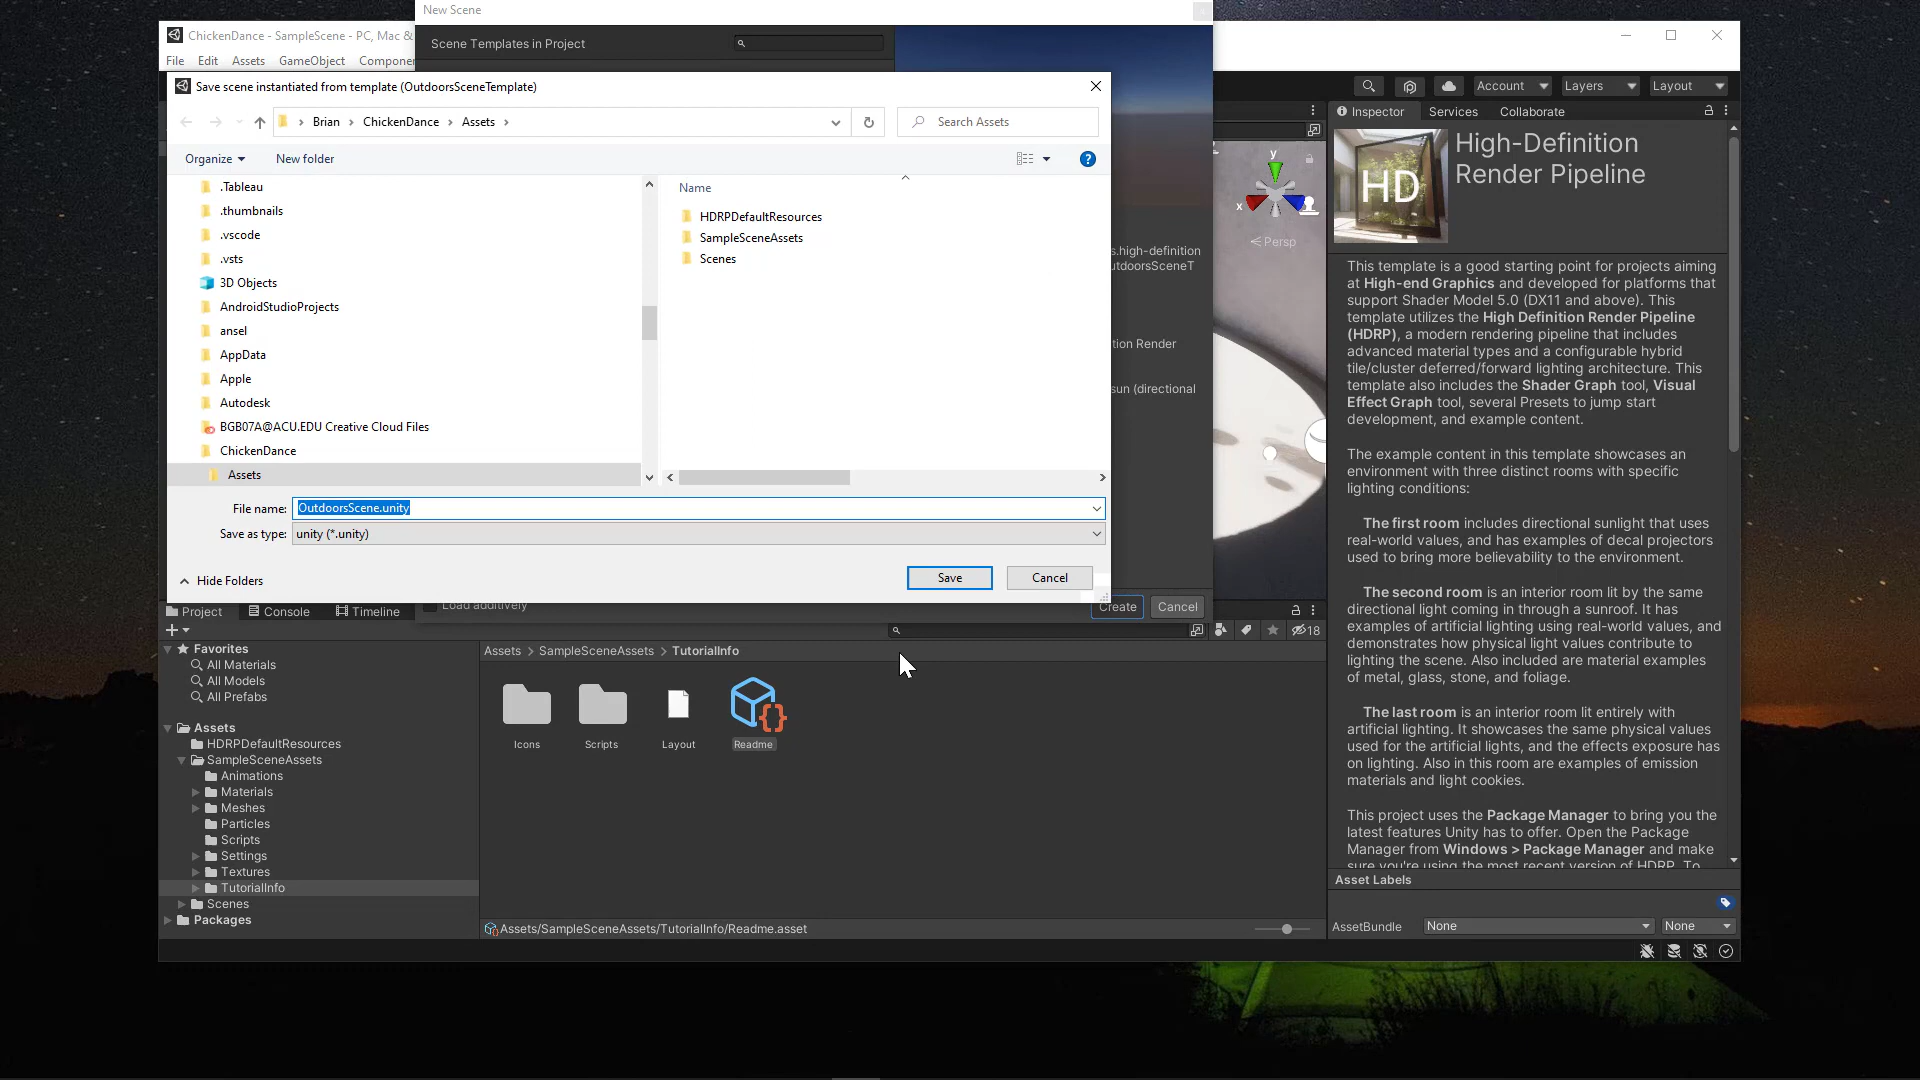 New Scene
ChickenDance - SampleScene - PC, Mac &
Scene Templates in Project
File Edit Assets GameObject Componen
Save scene instantiated from template (OutdoorsSceneTemplate)
Account
Layers
Layout
Brian > ChickenDance > Assets >
Search Assets
Inspector
Services
Collaborate
Organize
New folder
High-Definition
Render Pipeline
HD
.Tableau
.thumbnails
.vscode
.vsts
3D Objects
AndroidStudioProjects
ansel
AppData
Apple
Autodesk
BGB07A@ACU.EDU Creative Cloud Files
ChickenDance
Assets
Name
HDRPDefaultResources
SampleSceneAssets
Scenes
y
x
Persp
s.high-definition
utdoorsSceneT
tion Render
sun (directional
File name: OutdoorsScene.unity
Save as type: unity (*.unity)
Hide Folders
Save
Cancel
Load additively
Create
Cancel
This template is a good starting point for projects aiming
at High-end Graphics and developed for platforms that
support Shader Model 5.0 (DX11 and above). This
template utilizes the High Definition Render Pipeline
(HDRP), a modern rendering pipeline that includes
advanced material types and a configurable hybrid
tile/cluster deferred/forward lighting architecture. This
template also includes the Shader Graph tool, Visual
Effect Graph tool, several Presets to jump start
development, and example content.
The example content in this template showcases an
environment with three distinct rooms with specific
lighting conditions:
The first room includes directional sunlight that uses
real-world values, and has examples of decal projectors
used to bring more believability to the environment.
The second room is an interior room lit by the same
directional light coming in through a sunroof. It has
examples of artificial lighting using real-world values, and
demonstrates how physical light values contribute to
lighting the scene. Also included are material examples
of metal, glass, stone, and foliage.
The last room is an interior room lit entirely with
artificial lighting. It showcases the same physical values
used for the artificial lights, and the effects exposure has
on lighting. Also in this room are examples of emission
materials and light cookies.
This project uses the Package Manager to bring you the
latest features Unity has to offer. Open the Package
Manager from Windows > Package Manager and make
sure you're using the most recent version of HDRP. To
Project
Console
Timeline
18
Favorites
All Materials
All Models
All Prefabs
Assets
HDRPDefaultResources
SampleSceneAssets
Animations
Materials
Meshes
Particles
Scripts
Settings
Textures
TutorialInfo
Scenes
Packages
Assets > SampleSceneAssets > TutorialInfo
Icons
Scripts
Layout
Readme
Assets/SampleSceneAssets/TutorialInfo/Readme.asset
Asset Labels
AssetBundle
None
None